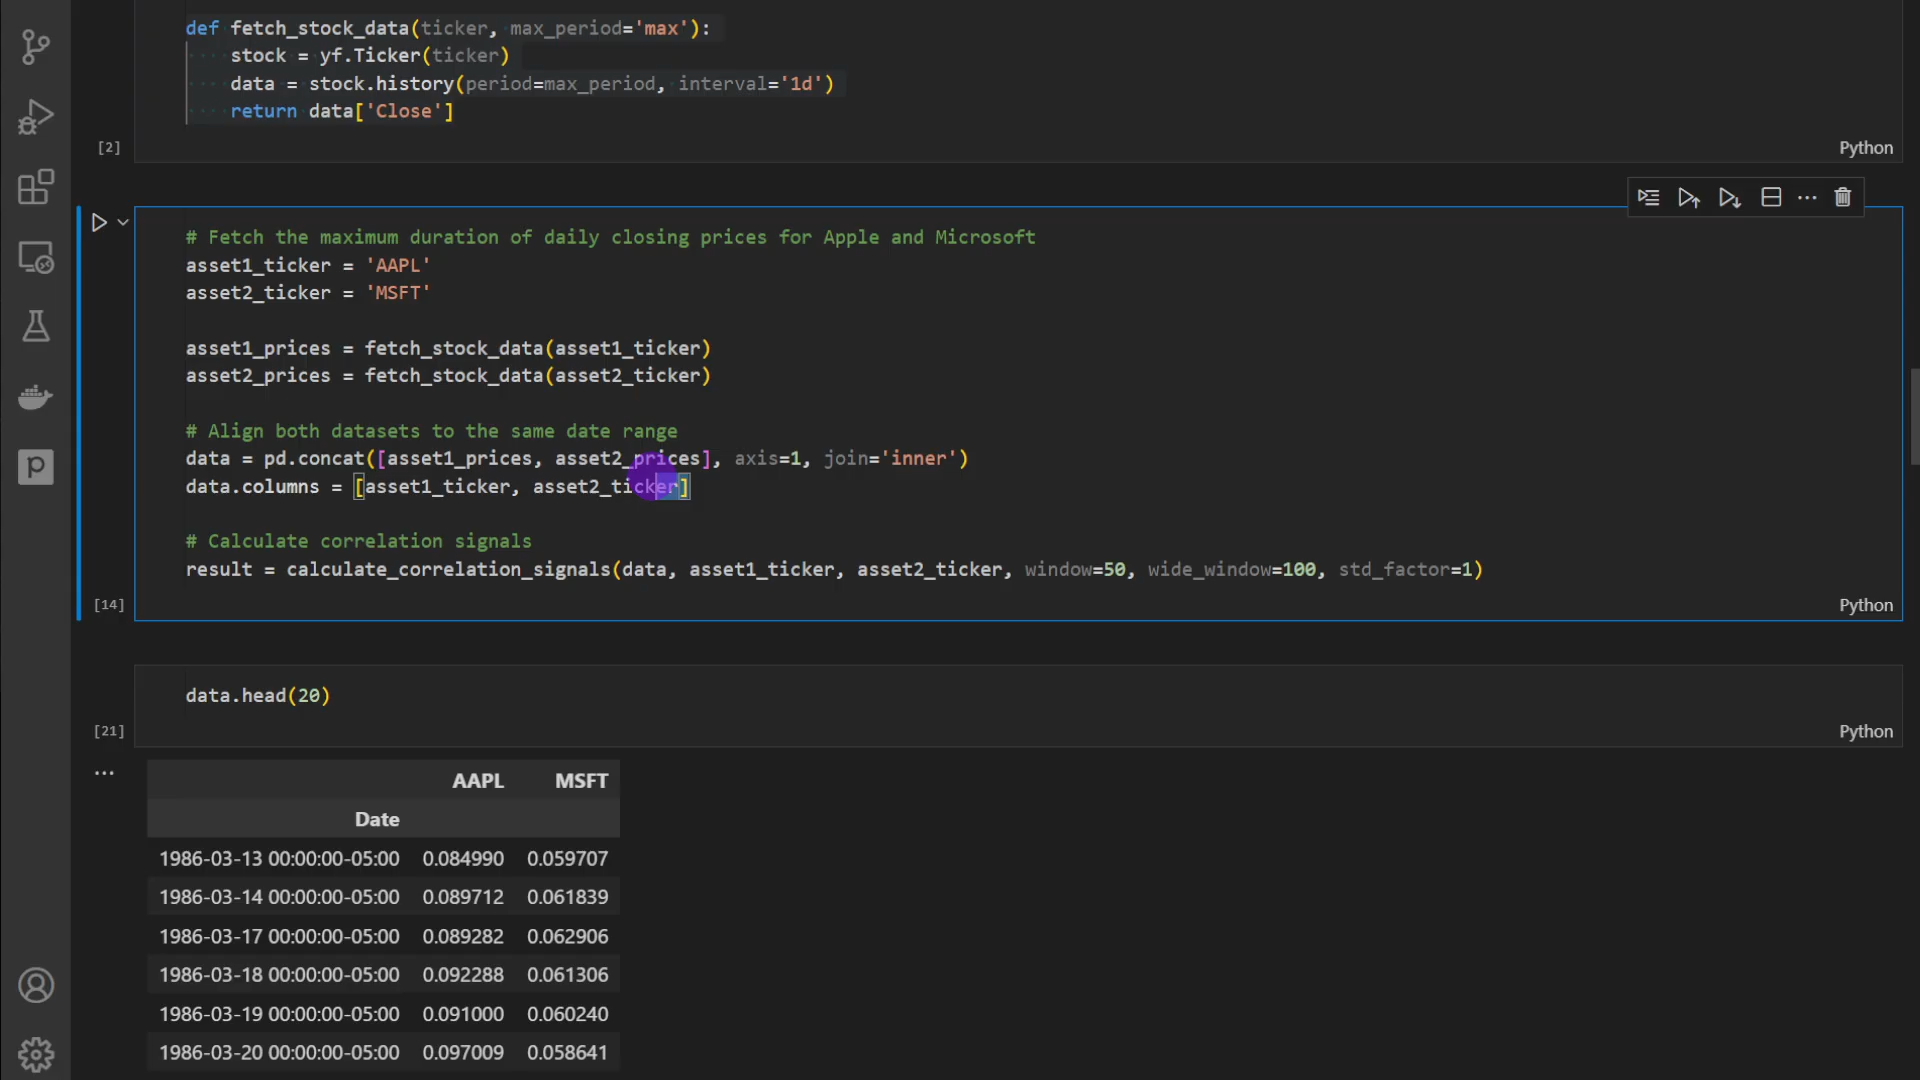 def fetch_stock_data(ticker, max_period='max'):
stock = yf.Ticker(ticker)
data = stock.history(period=max_period, interval='1d')
return data['Close']
[2]
Python
# Fetch the maximum duration of daily closing prices for Apple and Microsoft
asset1_ticker = 'AAPL'
asset2_ticker = 'MSFT'
asset1_prices = fetch_stock_data(asset1_ticker)
asset2_prices = fetch_stock_data(asset2_ticker)
# Align both datasets to the same date range
data = pd.concat([asset1_prices, asset2_prices], axis=1, join='inner')
data.columns = [asset1_ticker, asset2_ticker]
# Calculate correlation signals
result = calculate_correlation_signals(data, asset1_ticker, asset2_ticker, window=50, wide_window=100, std_factor=1)
[14]
Python
data.head(20)
[21]
Python
AAPL MSFT
Date
1986-03-13 00:00:00-05:00 0.084990 0.059707
1986-03-14 00:00:00-05:00 0.089712 0.061839
1986-03-17 00:00:00-05:00 0.089282 0.062906
1986-03-18 00:00:00-05:00 0.092288 0.061306
1986-03-19 00:00:00-05:00 0.091000 0.060240
1986-03-20 00:00:00-05:00 0.097009 0.058641